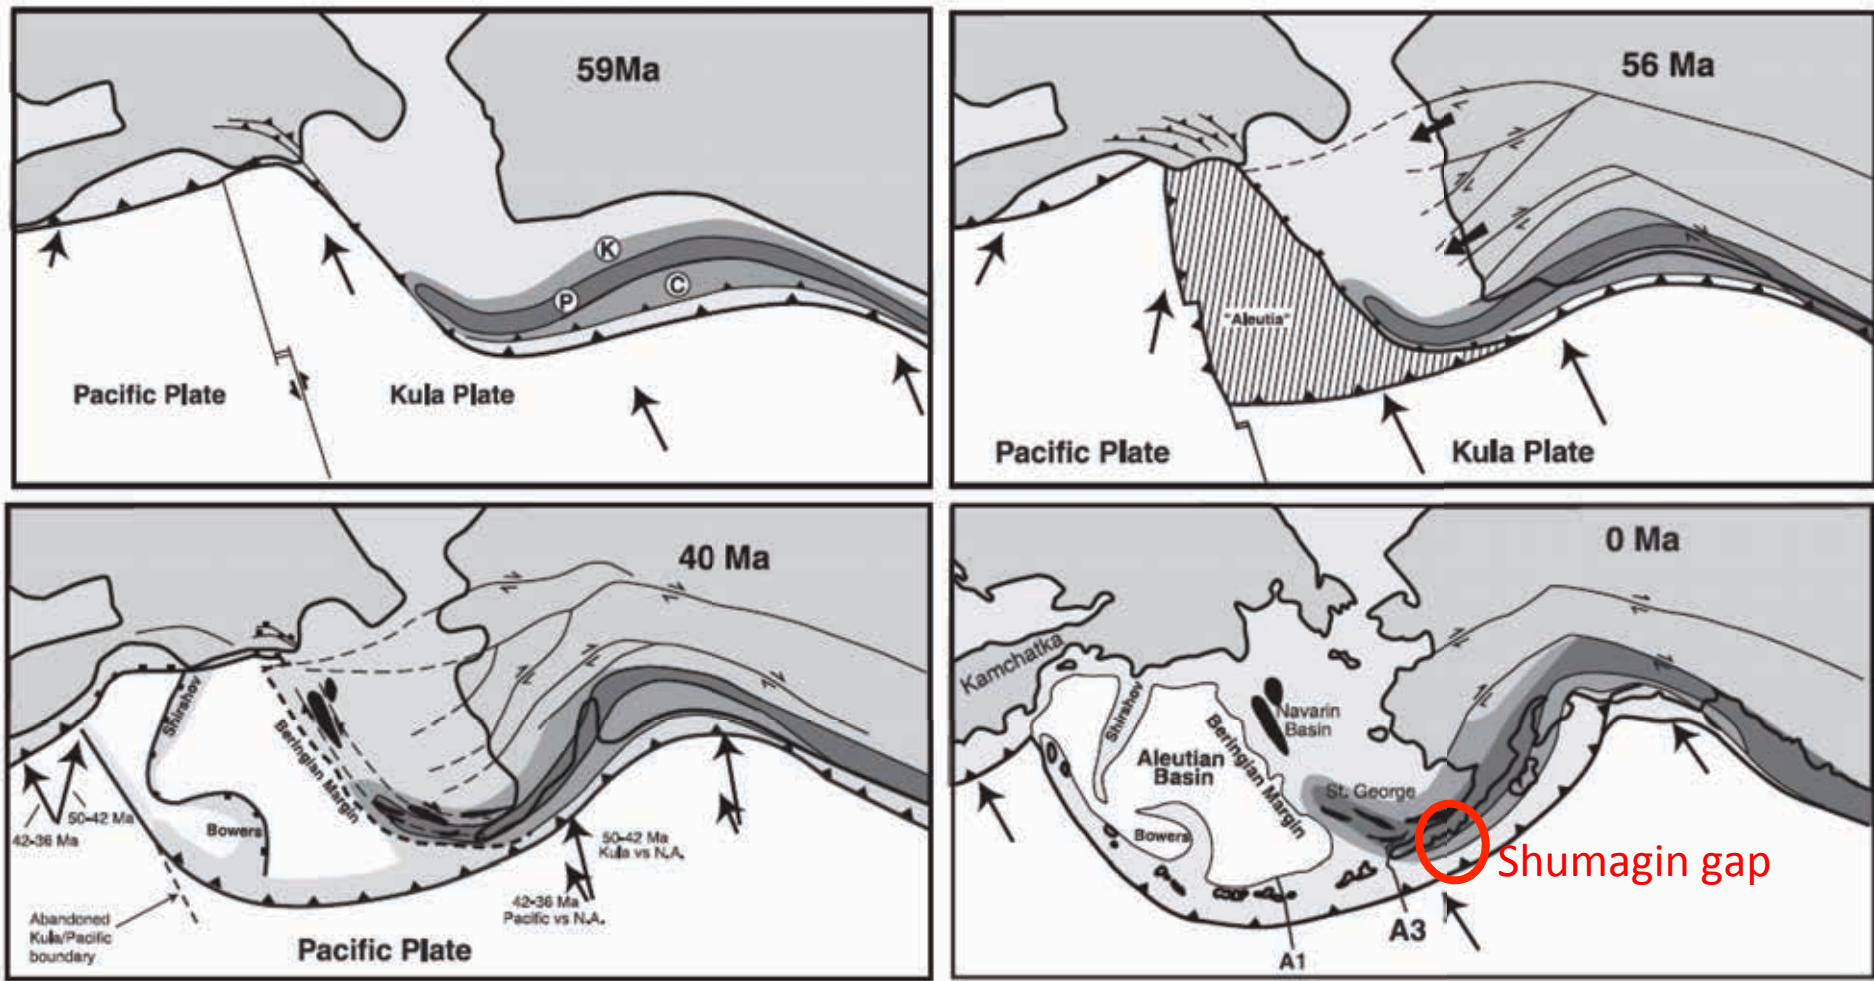 59Ma
K
P
C
Pacific Plate
Kula Plate
56 Ma
"Aleutia"
Pacific Plate
Kula Plate
40 Ma
Shirshov
Beringian Margin
Bowers
50-42 Ma
42-36 Ma
50-42 Ma
Kula vs N.A.
42-36 Ma
Pacific vs N.A.
Abandoned
Kula/Pacific
boundary
Pacific Plate
0 Ma
Kamchatka
Shirshov
Navarin
Basin
Aleutian
Basin
Beringian Margin
St. George
Bowers
Shumagin gap
A3
A1